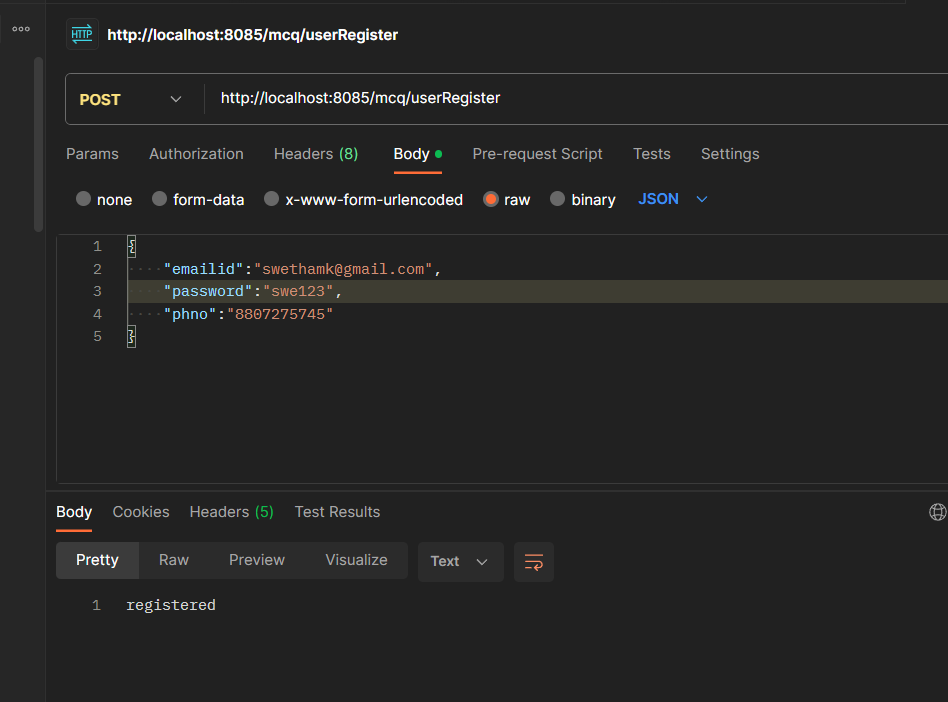 HTTP http://localhost:8085/mcq/userRegister
POST http://localhost:8085/mcq/userRegister
Params Authorization Headers (8) Body Pre-request Script Tests Settings
none form-data x-www-form-urlencoded raw binary JSON
1 {
2 "emailid":"swethamk@gmail.com",
3 "password":"swe123",
4 "phno":"8807275745"
5 }
Body Cookies Headers (5) Test Results
Pretty Raw Preview Visualize Text
1 registered